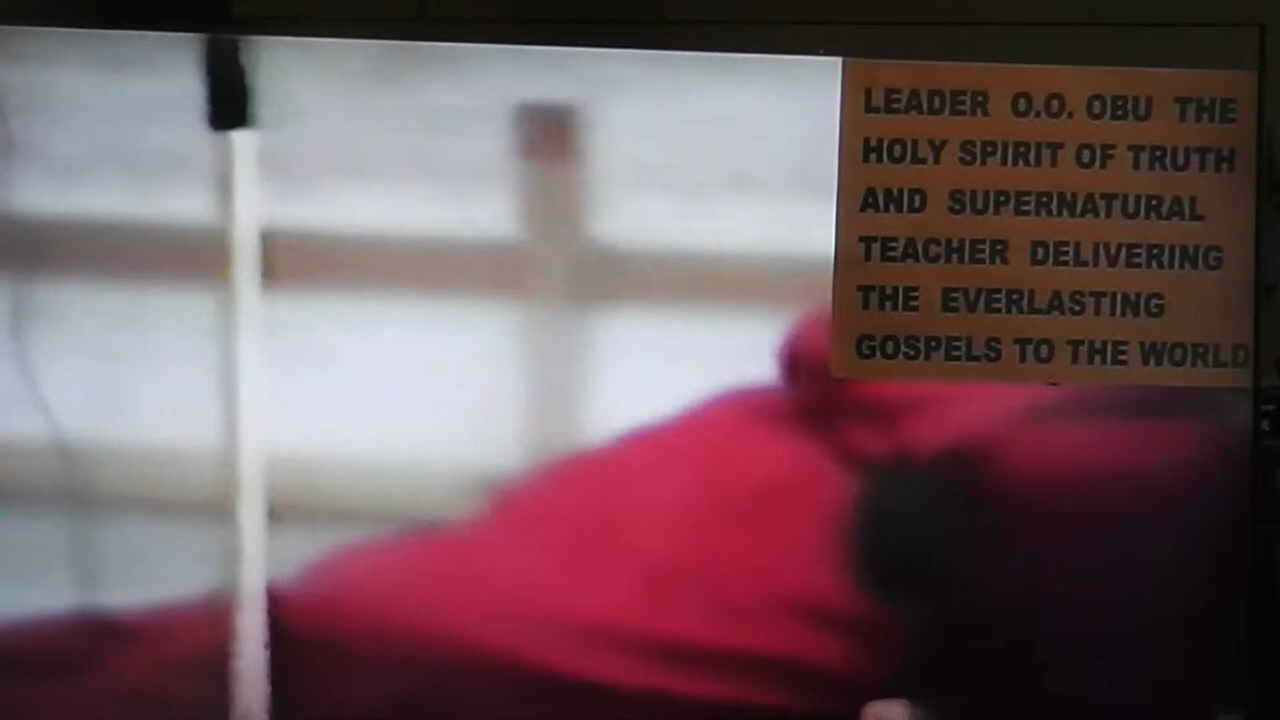 LEADER O.O. OBU THE
HOLY SPIRIT OF TRUTH
AND SUPERNATURAL
TEACHER DELIVERING
THE EVERLASTING
GOSPELS TO THE WORLD